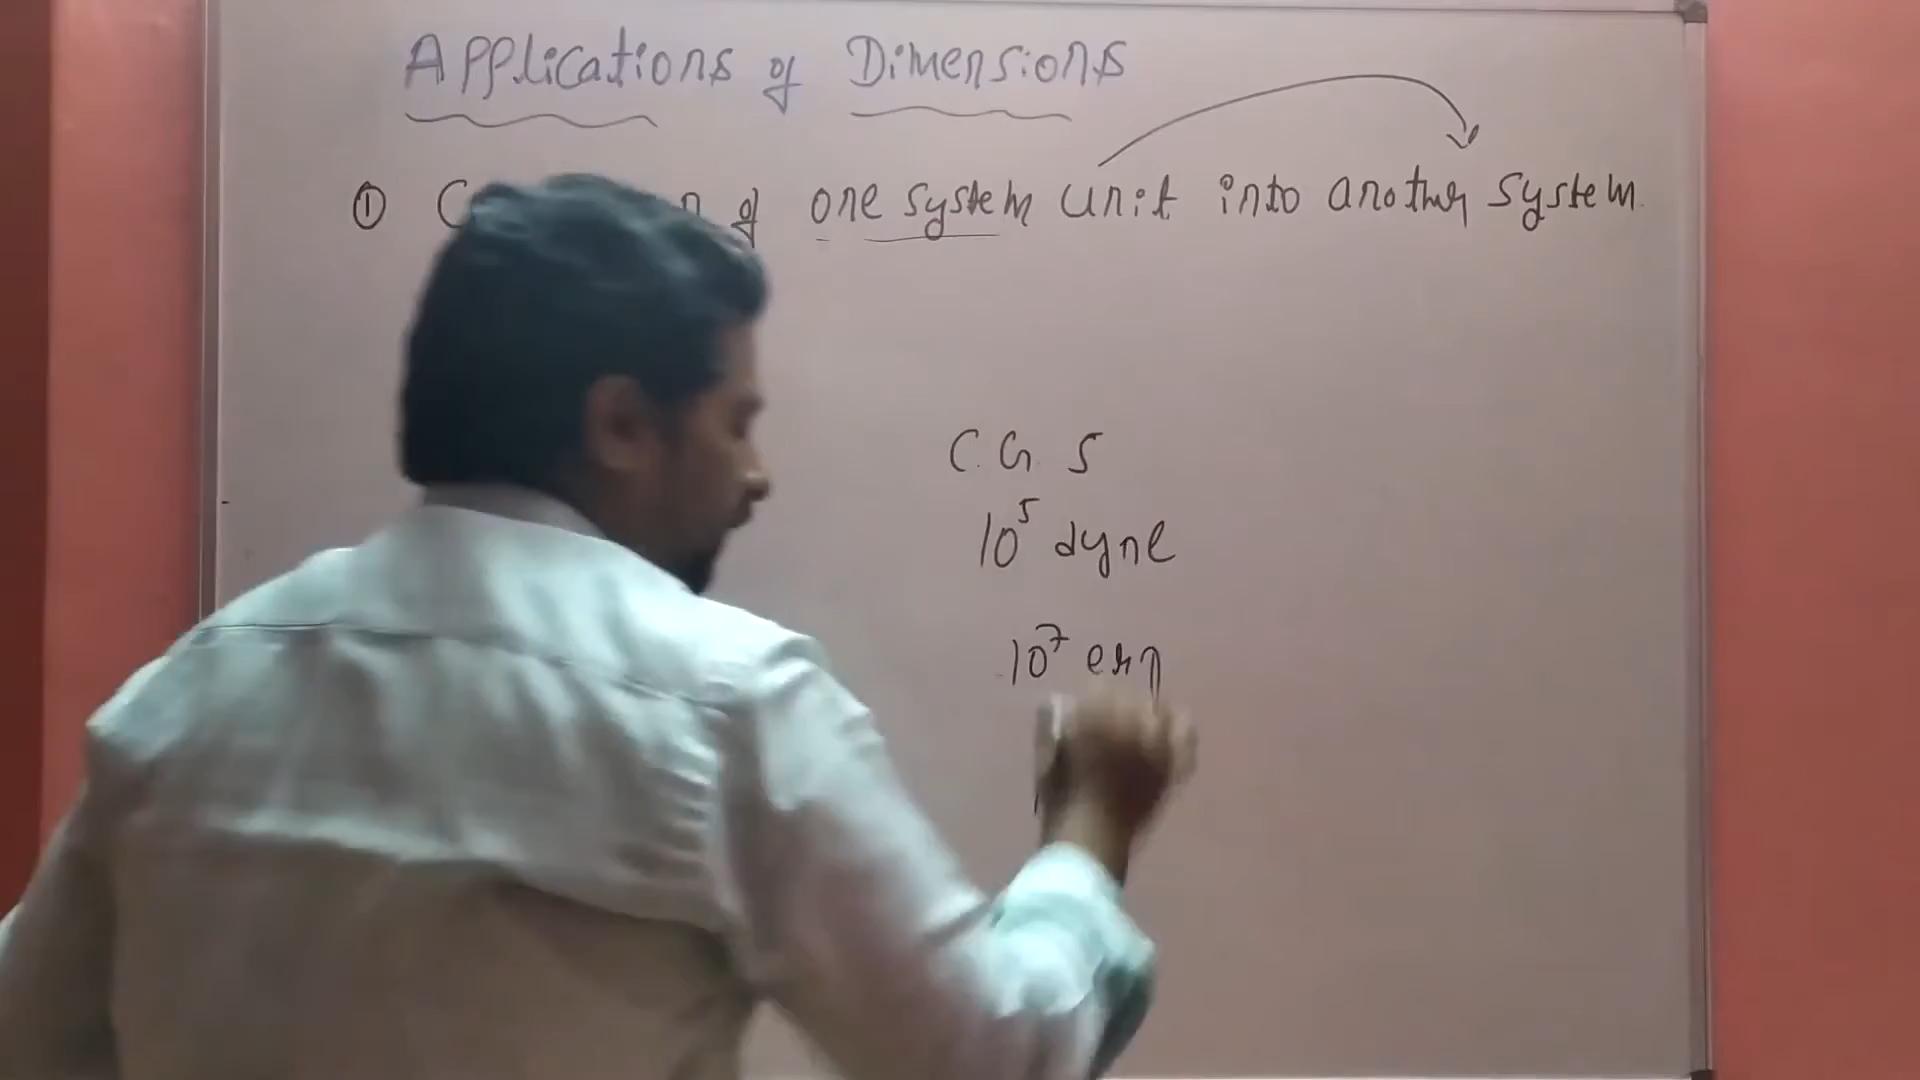 Applications of Dimensions
① of one system unit into another system
C.G.S
10⁵ dyne
10⁷ erg